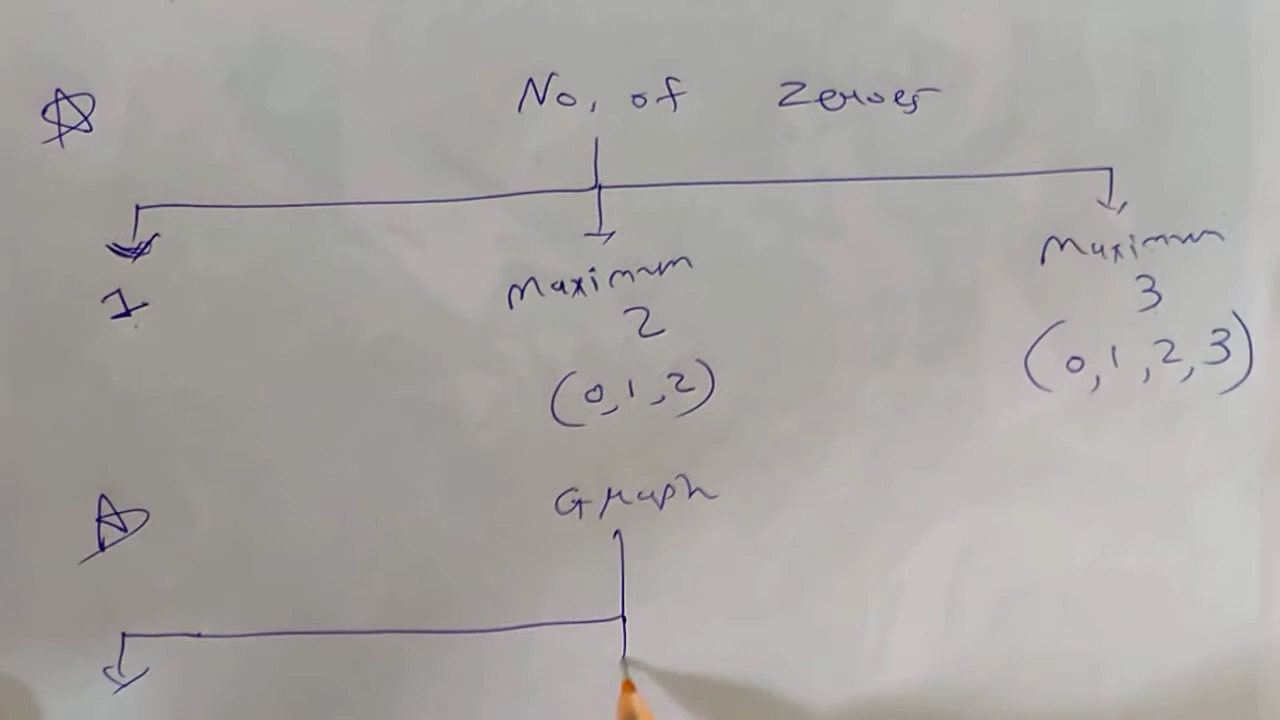 No. of zeroes
1
Maximum
2
(0,1,2)
Maximum
3
(0,1,2,3)
Graph